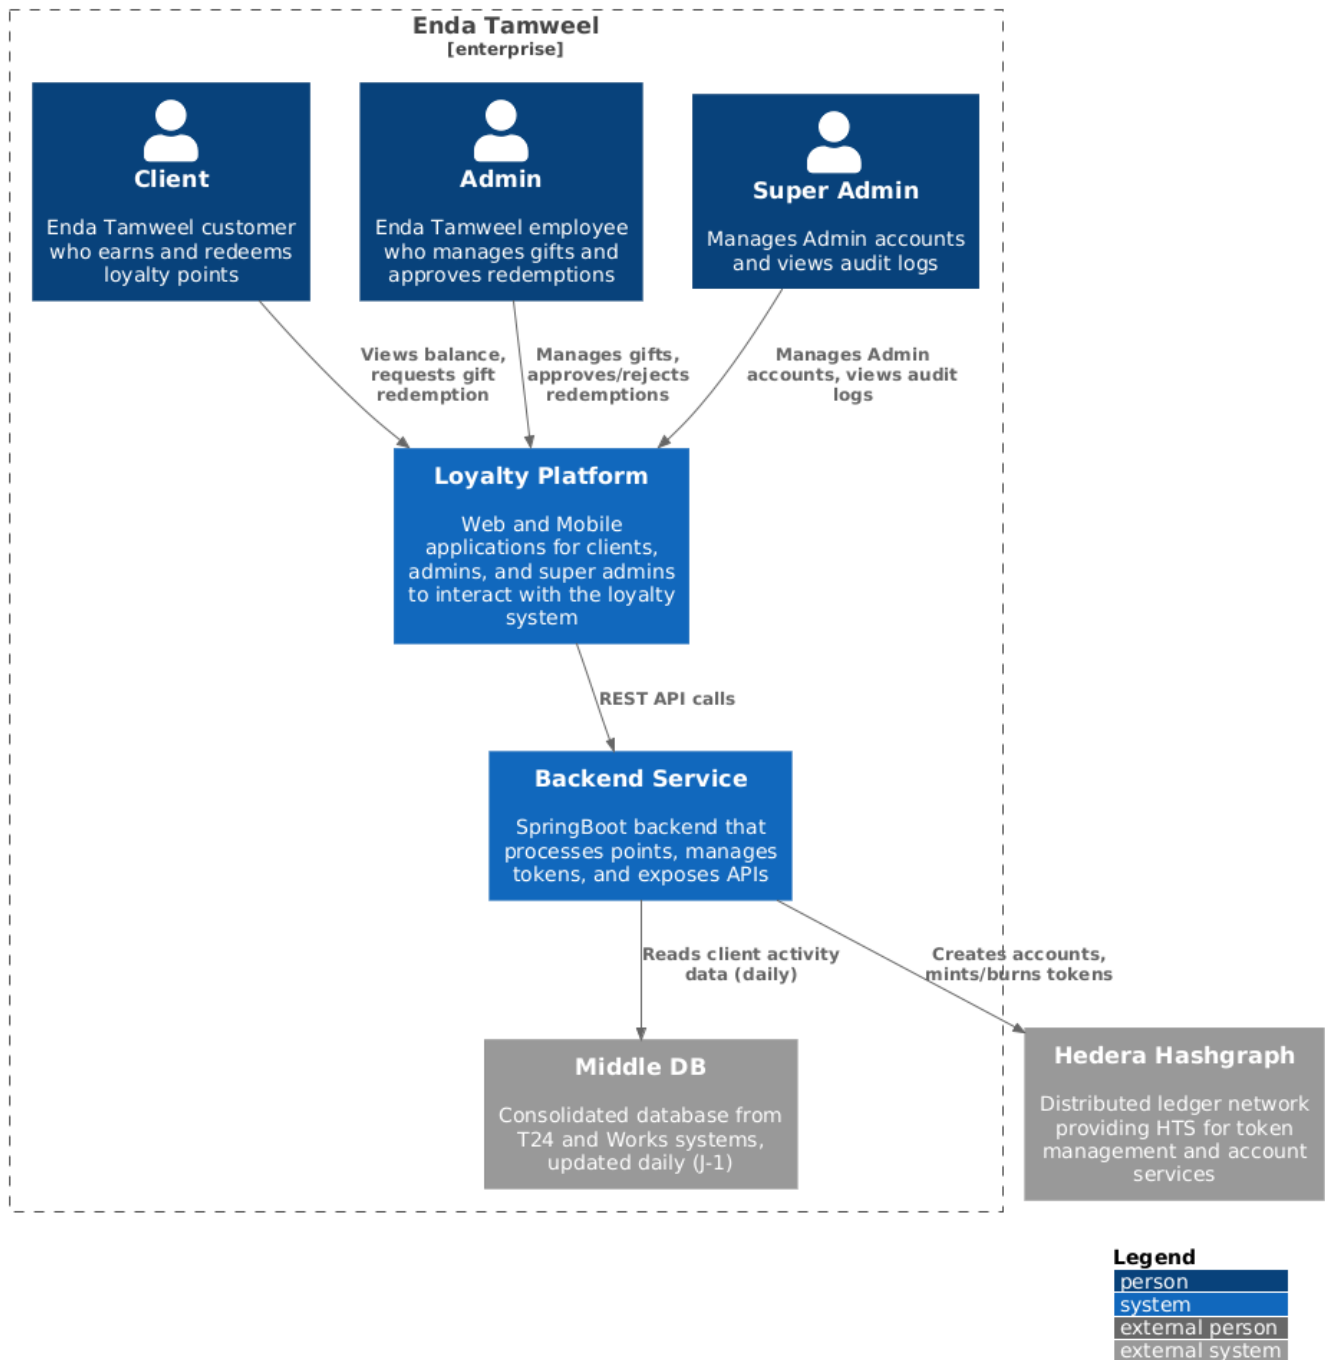 Enda Tamweel
[enterprise]
Client
Enda Tamweel customer
who earns and redeems
loyalty points
Admin
Enda Tamweel employee
who manages gifts and
approves redemptions
Super Admin
Manages Admin accounts
and views audit logs
Views balance,
requests gift
redemption
Manages gifts,
approves/rejects
redemptions
Manages Admin
accounts, views audit
logs
Loyalty Platform
Web and Mobile
applications for clients,
admins, and super admins
to interact with the loyalty
system
REST API calls
Backend Service
SpringBoot backend that
processes points, manages
tokens, and exposes APIs
Reads client activity
data (daily)
Creates accounts,
mints/burns tokens
Middle DB
Consolidated database from
T24 and Works systems,
updated daily (J-1)
Hedera Hashgraph
Distributed ledger network
providing HTS for token
management and account
services
Legend
person
system
external person
external system